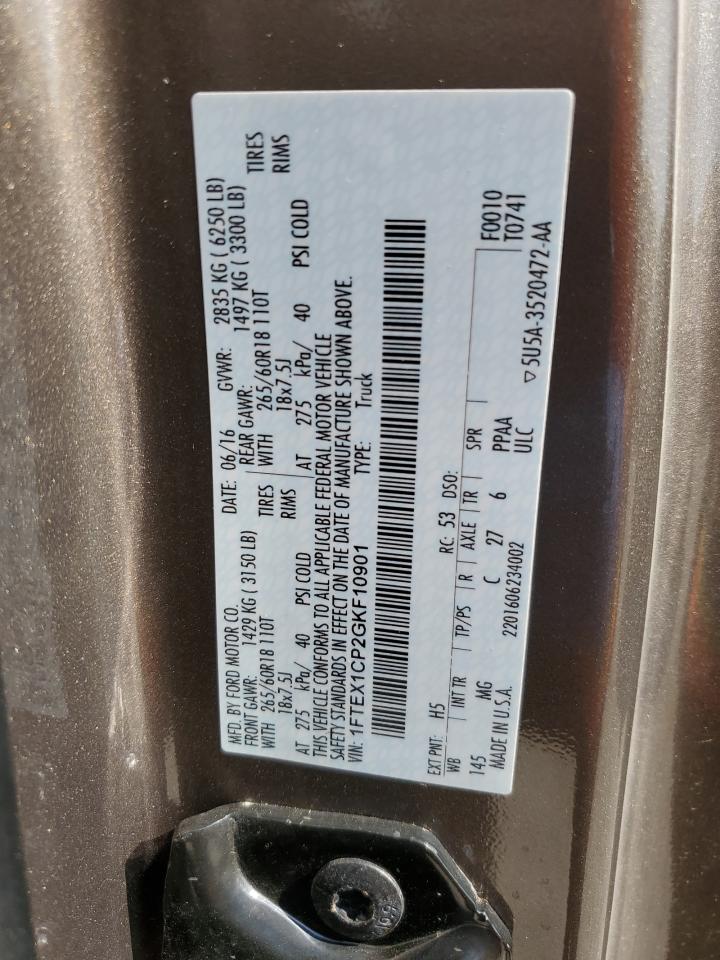 MFD. BY FORD MOTOR CO. DATE: 06/16 GVWR: 2835 KG ( 6250 LB)
FRONT GAWR: 1429 KG ( 3150 LB) REAR GAWR: 1497 KG ( 3300 LB)
WITH 265/60R18 110T TIRES WITH 265/60R18 110T TIRES
18x7.5J RIMS 18x7.5J RIMS
AT 275 kPa/ 40 PSI COLD AT 275 kPa/ 40 PSI COLD
THIS VEHICLE CONFORMS TO ALL APPLICABLE FEDERAL MOTOR VEHICLE
SAFETY STANDARDS IN EFFECT ON THE DATE OF MANUFACTURE SHOWN ABOVE.
VIN: 1FTEX1CP2GKF10901 TYPE: Truck
EXT PNT: H5 RC: 53 DSO:
WB INT TR TP/PS R AXLE TR SPR F0010
145 MG C 27 6 PPAA T0741
MADE IN U.S.A. 2201606234002 ULC ▽ 5U5A-3520472-AA